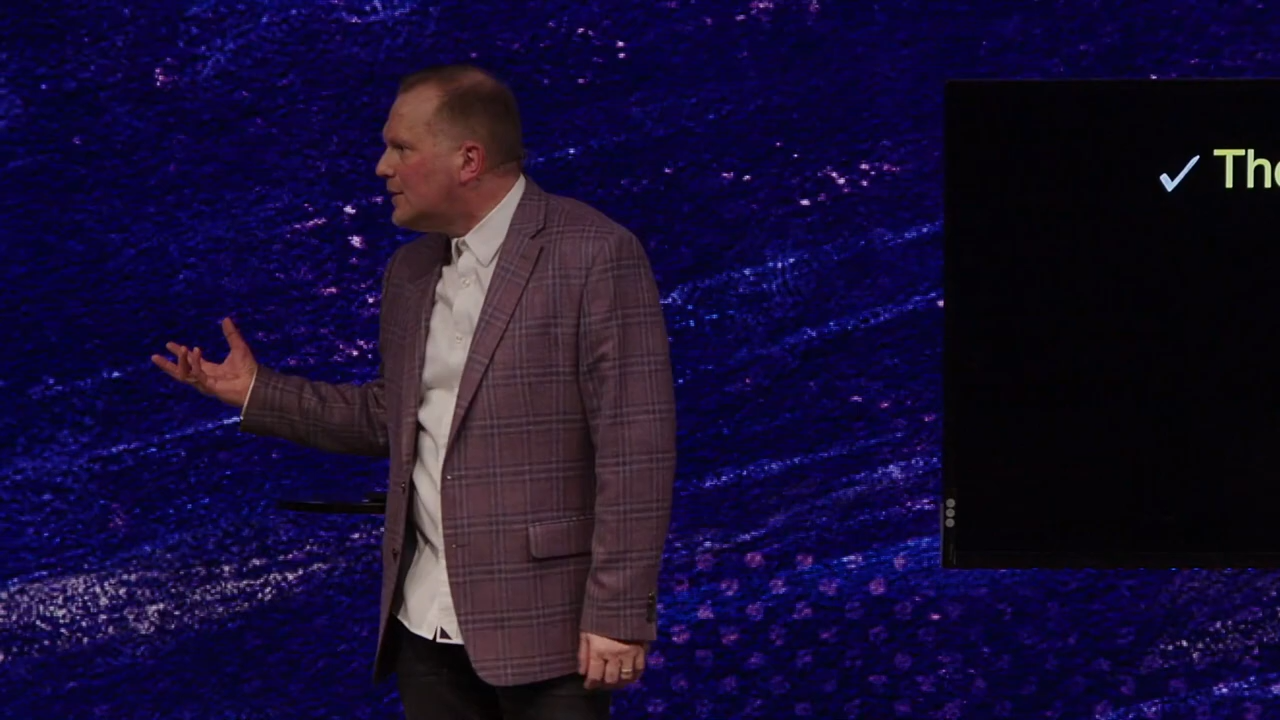 ✓ The